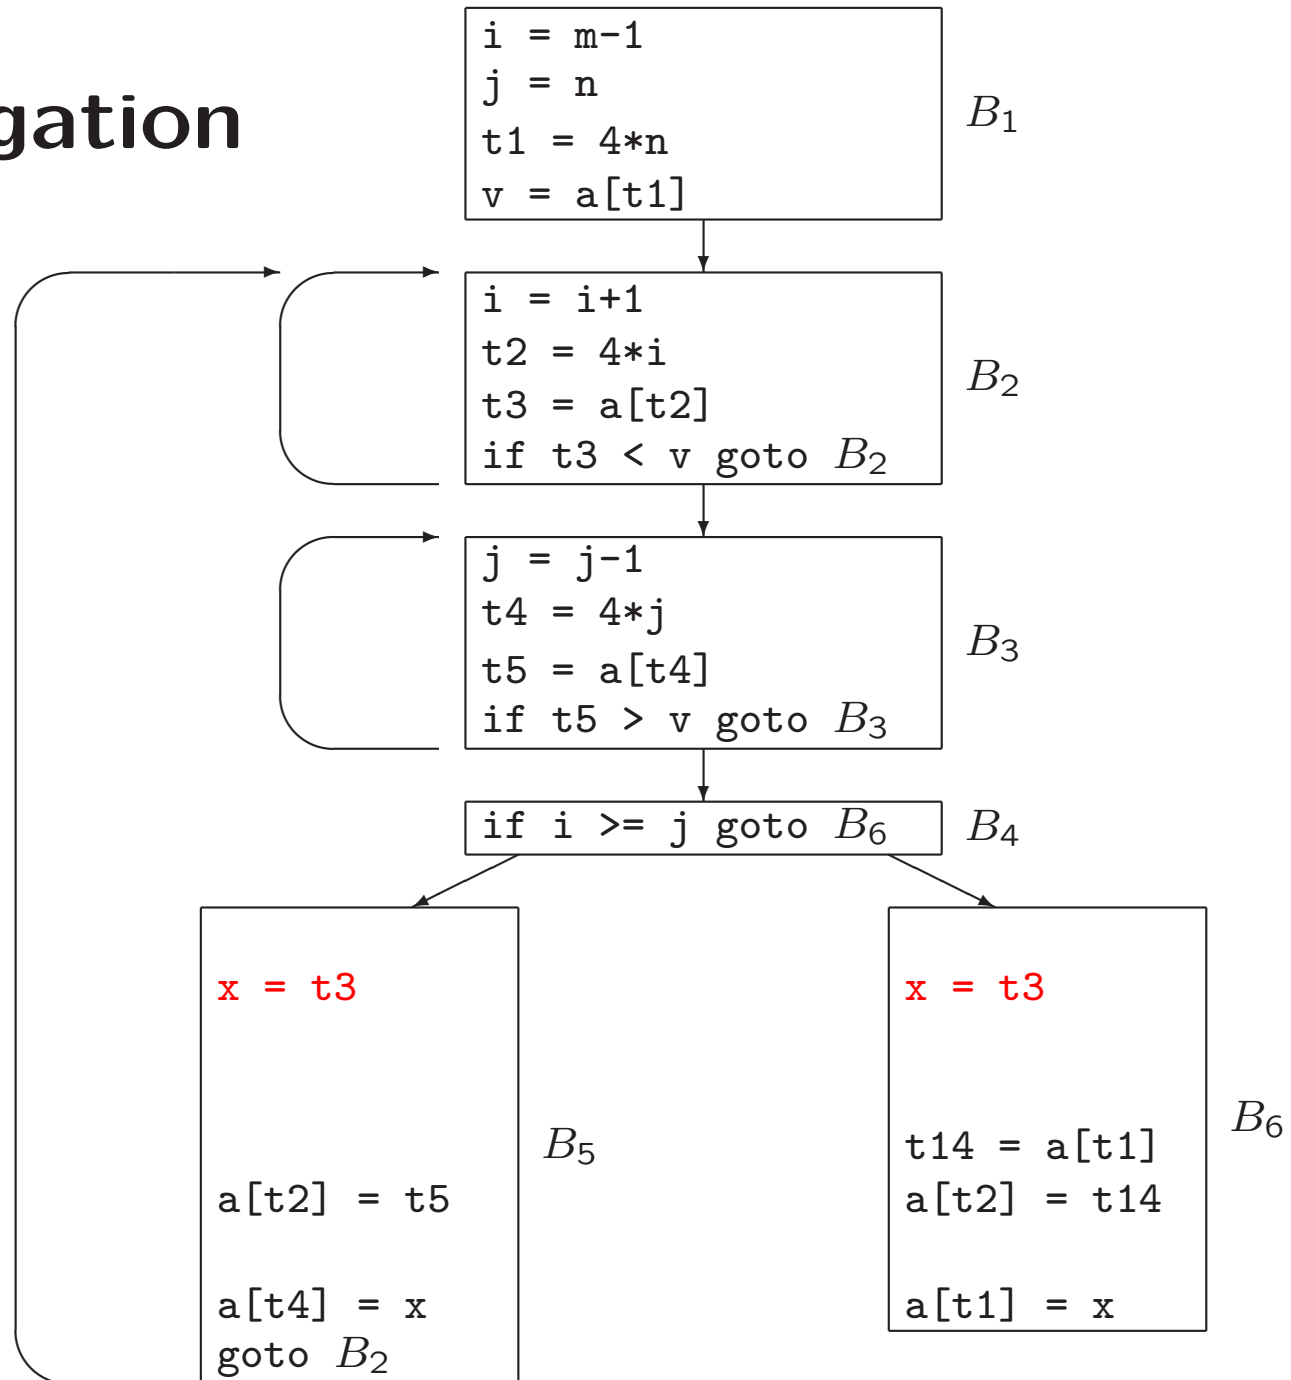 gation
i = m-1
j = n
t1 = 4*n
v = a[t1]
B1
i = i+1
t2 = 4*i
t3 = a[t2]
if t3 < v goto B2
B2
j = j-1
t4 = 4*j
t5 = a[t4]
if t5 > v goto B3
B3
if i >= j goto B6
B4
x = t3
a[t2] = t5
a[t4] = x
goto B2
B5
x = t3
t14 = a[t1]
a[t2] = t14
a[t1] = x
B6